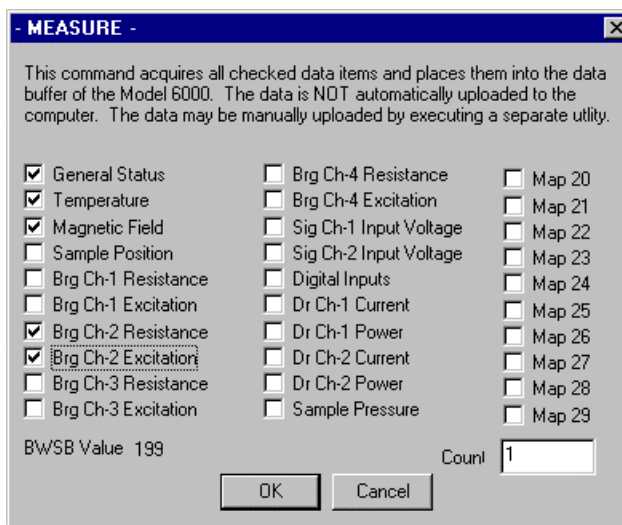 - MEASURE -
This command acquires all checked data items and places them into the data
buffer of the Model 6000. The data is NOT automatically uploaded to the
computer. The data may be manually uploaded by executing a separate utlity.
General Status
Temperature
Magnetic Field
Sample Position
Brg Ch-1 Resistance
Brg Ch-1 Excitation
Brg Ch-2 Resistance
Brg Ch-2 Excitation
Brg Ch-3 Resistance
Brg Ch-3 Excitation
Brg Ch-4 Resistance
Brg Ch-4 Excitation
Sig Ch-1 Input Voltage
Sig Ch-2 Input Voltage
Digital Inputs
Dr Ch-1 Current
Dr Ch-1 Power
Dr Ch-2 Current
Dr Ch-2 Power
Sample Pressure
Map 20
Map 21
Map 22
Map 23
Map 24
Map 25
Map 26
Map 27
Map 28
Map 29
BWSB Value 199
Count 1
OK
Cancel